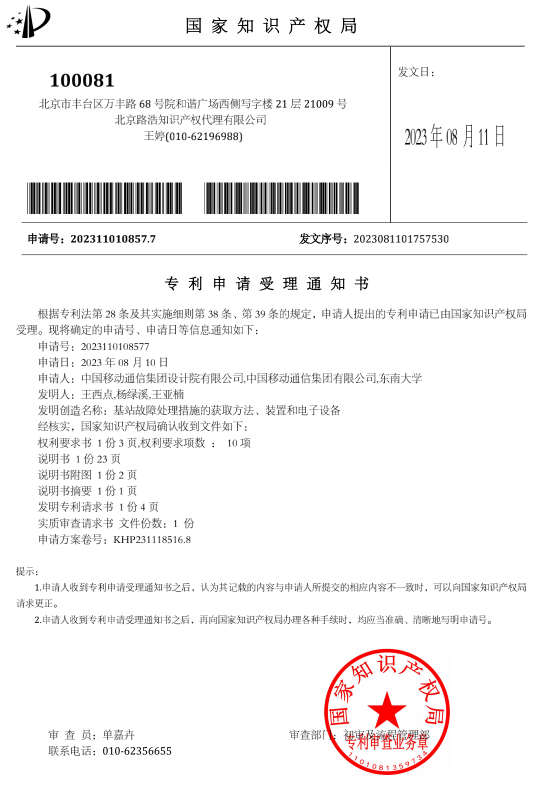 国家知识产权局
100081
北京市丰台区万丰路 68 号院和谐广场西侧写字楼 21 层 21009 号
北京路浩知识产权代理有限公司
王婷(010-62196988)
发文日：
2023 年 08 月 11 日
申请号：202311010857.7
发文序号：2023081101757530
专利申请受理通知书
根据专利法第 28 条及其实施细则第 38 条、第 39 条的规定，申请人提出的专利申请已由国家知识产权局
受理。现将确定的申请号、申请日等信息通知如下：
申请号：2023110108577
申请日：2023 年 08 月 10 日
申请人：中国移动通信集团设计院有限公司,中国移动通信集团有限公司,东南大学
发明人：王西点,杨绿溪,王亚楠
发明创造名称：基站故障处理措施的获取方法、装置和电子设备
经核实，国家知识产权局确认收到文件如下：
权利要求书 1 份 3 页,权利要求项数 ： 10 项
说明书 1 份 23 页
说明书附图 1 份 2 页
说明书摘要 1 份 1 页
发明专利请求书 1 份 4 页
实质审查请求书 文件份数：1 份
申请方案卷号：KHP231118516.8
提示：
1.申请人收到专利申请受理通知书之后，认为其记载的内容与申请人所提交的相应内容不一致时，可以向国家知识产权局
请求更正。
2.申请人收到专利申请受理通知书之后，再向国家知识产权局办理各种手续时，均应当准确、清晰地写明申请号。
审 查 员：单嘉卉
联系电话：010-62356655
审查部门：初审及流程管理部
国家知识产权局
专利审查业务章
1101081359734